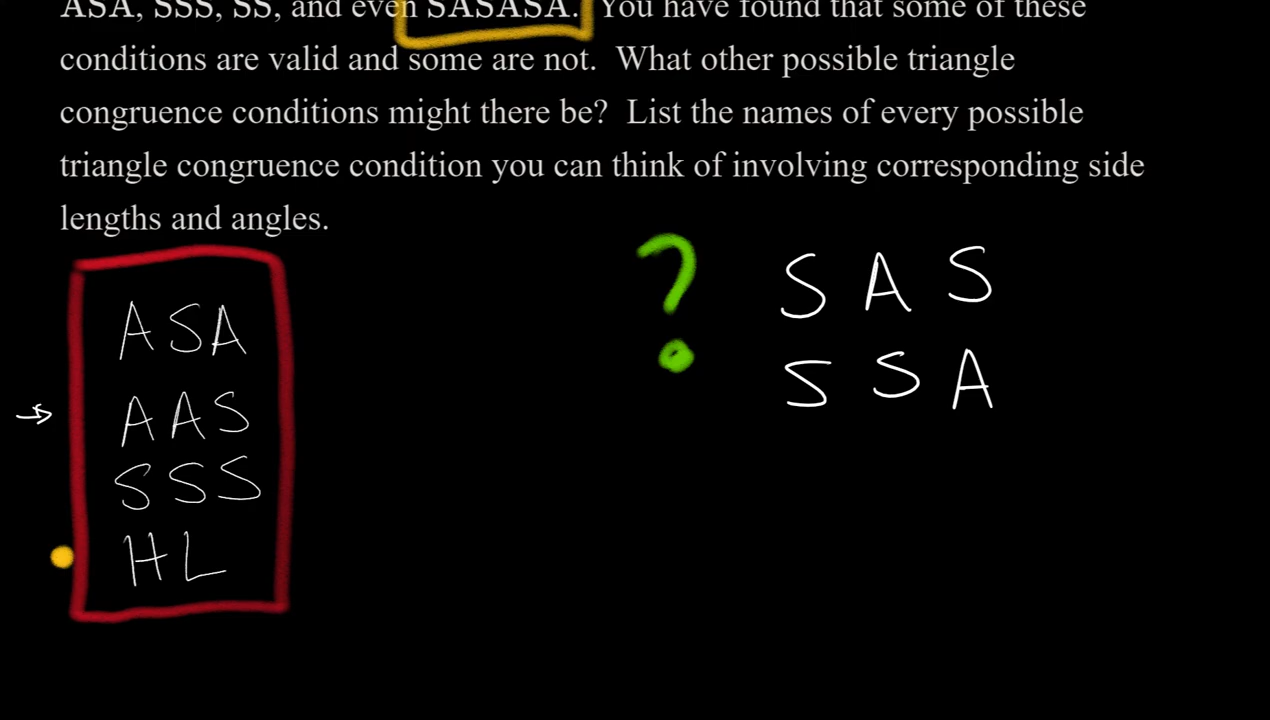 ASA, SSS, SS, and even SASASA. You have found that some of these
conditions are valid and some are not. What other possible triangle
congruence conditions might there be? List the names of every possible
triangle congruence condition you can think of involving corresponding side
lengths and angles.
ASA
AAS
SSS
HL
? SAS
SSA